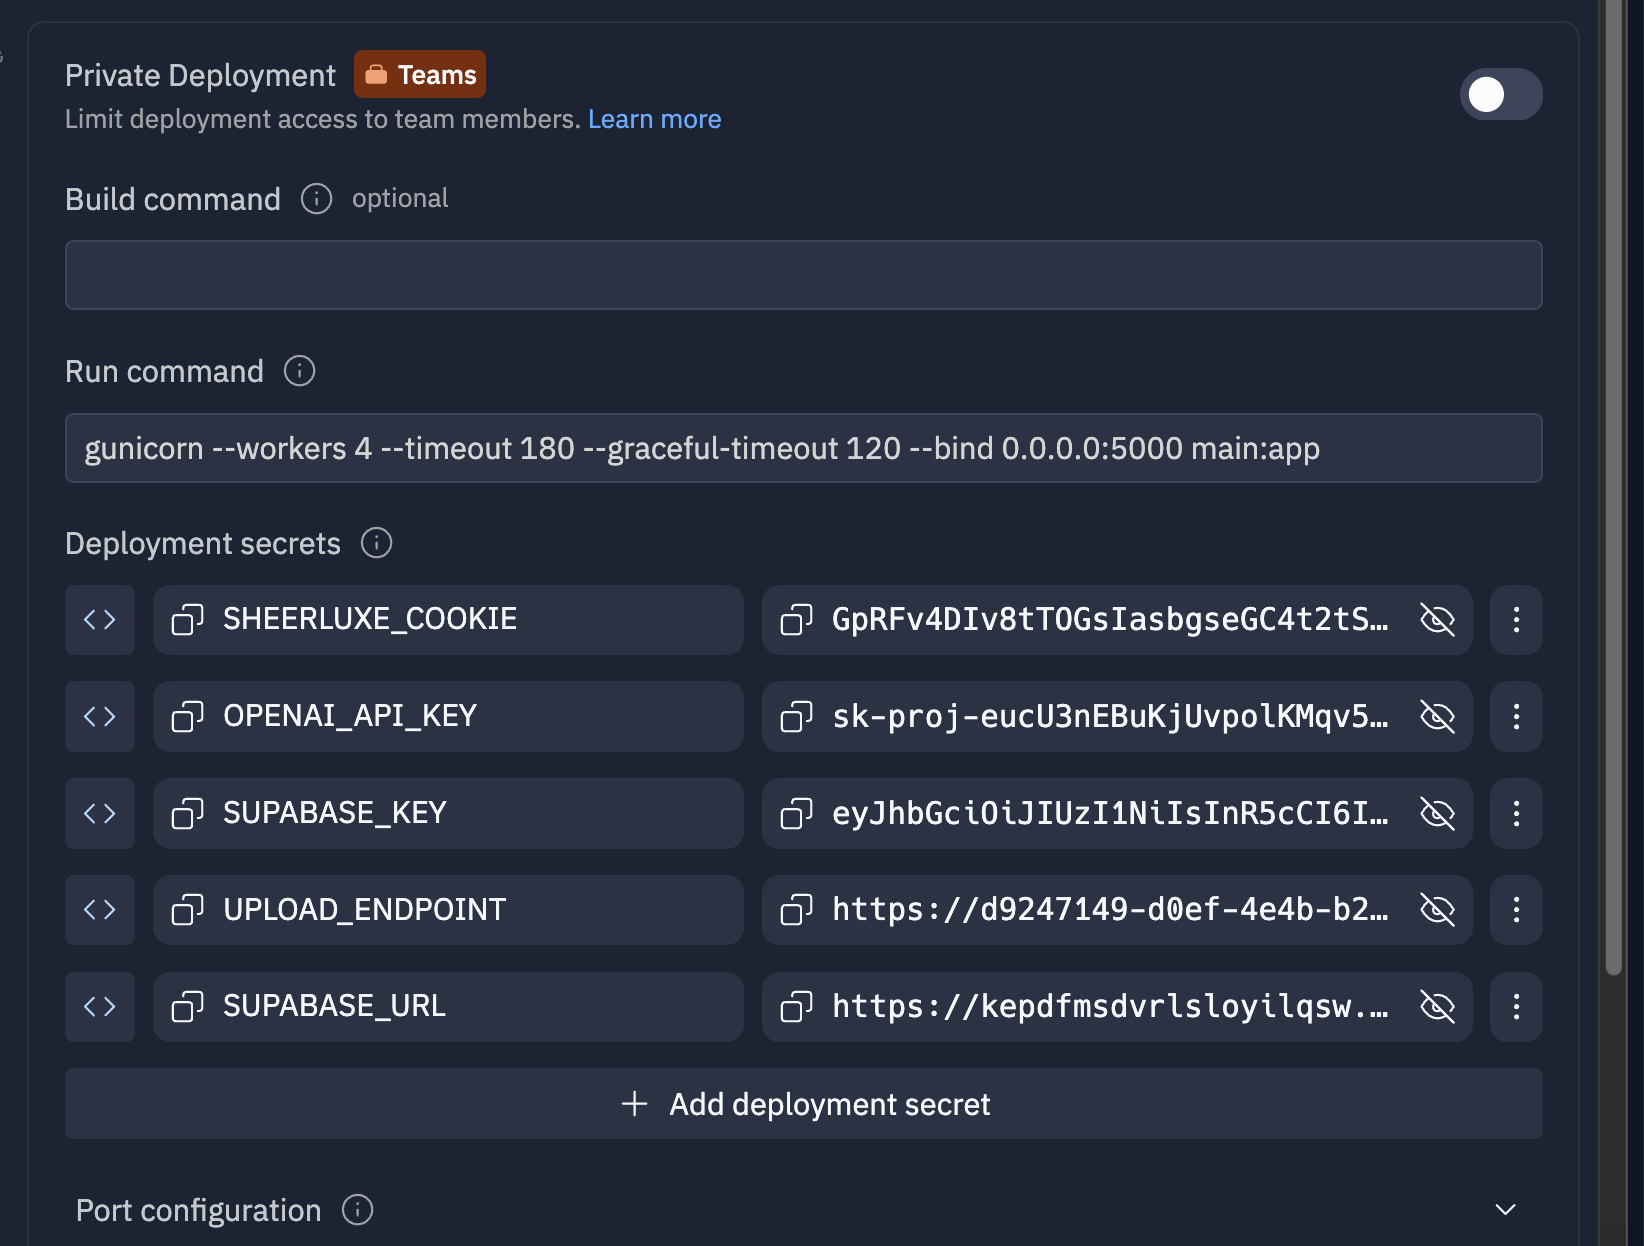 Private Deployment Teams
Limit deployment access to team members. Learn more
Build command optional
Run command
gunicorn --workers 4 --timeout 180 --graceful-timeout 120 --bind 0.0.0.0:5000 main:app
Deployment secrets
SHEERLUXE_COOKIE GpRFv4DIv8tTOGsIasbgseGC4t2tS…
OPENAI_API_KEY sk-proj-eucU3nEBuKjUvpolKMqv5…
SUPABASE_KEY eyJhbGciOiJIUzI1NiIsInR5cCI6I…
UPLOAD_ENDPOINT https://d9247149-d0ef-4e4b-b2…
SUPABASE_URL https://kepdfmsdvrlsloyilqsw.…
Add deployment secret
Port configuration